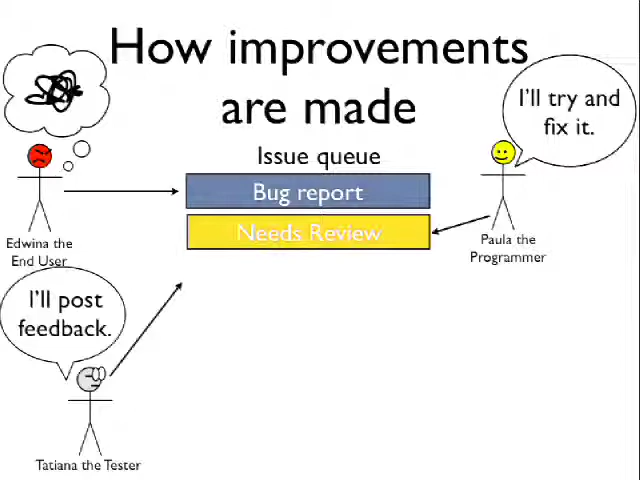 How improvements
are made
I'll try and
fix it.
Issue queue
Bug report
Needs Review
Edwina the
End User
Paula the
Programmer
I'll post
feedback.
Tatiana the Tester